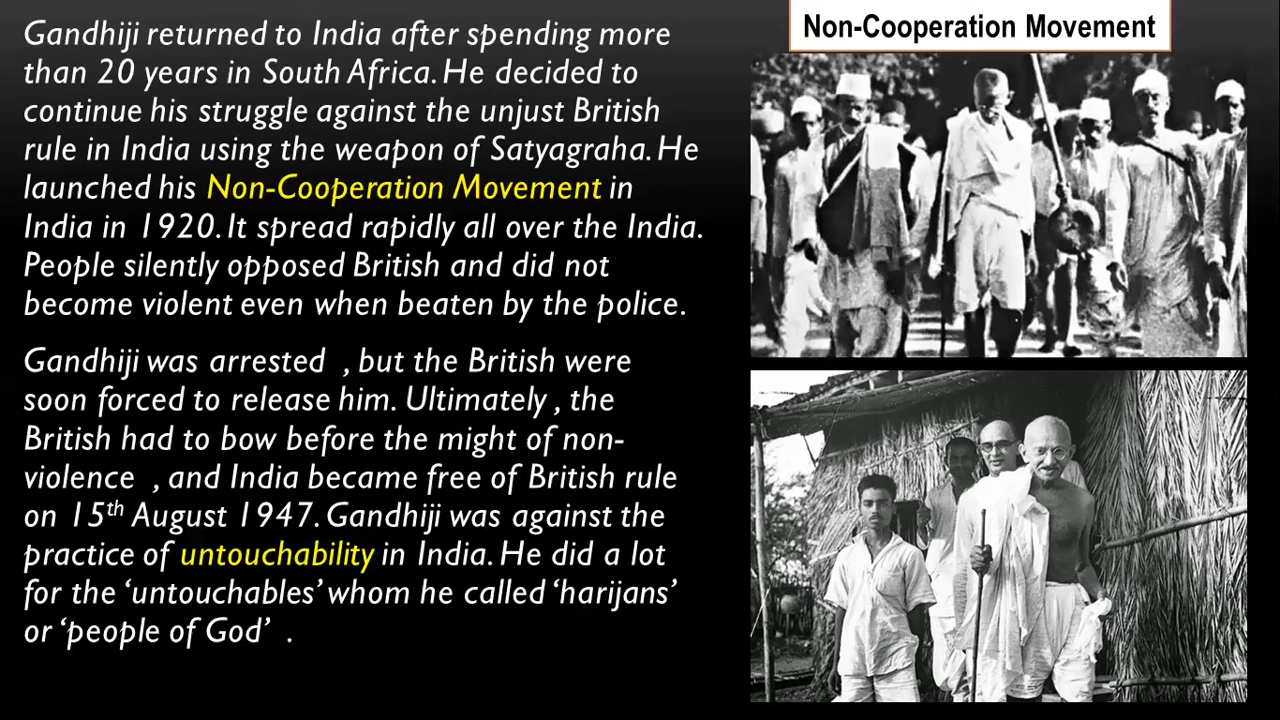 Non-Cooperation Movement
Gandhiji returned to India after spending more
than 20 years in South Africa. He decided to
continue his struggle against the unjust British
rule in India using the weapon of Satyagraha. He
launched his Non-Cooperation Movement in
India in 1920. It spread rapidly all over the India.
People silently opposed British and did not
become violent even when beaten by the police.
Gandhiji was arrested , but the British were
soon forced to release him. Ultimately , the
British had to bow before the might of non-
violence , and India became free of British rule
on 15th August 1947. Gandhiji was against the
practice of untouchability in India. He did a lot
for the ‘untouchables’ whom he called ‘harijans’
or ‘people of God’ .